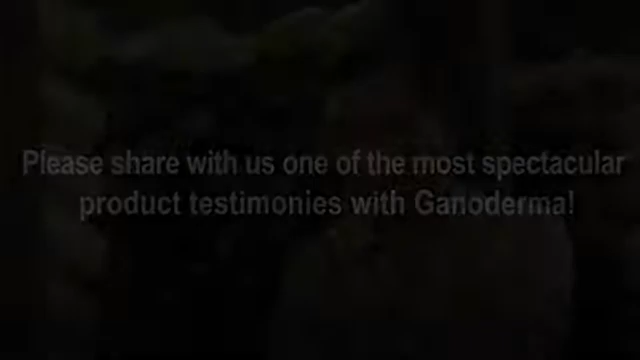 Please share with us one of the most spectacular
product testimonies with Ganoderma!